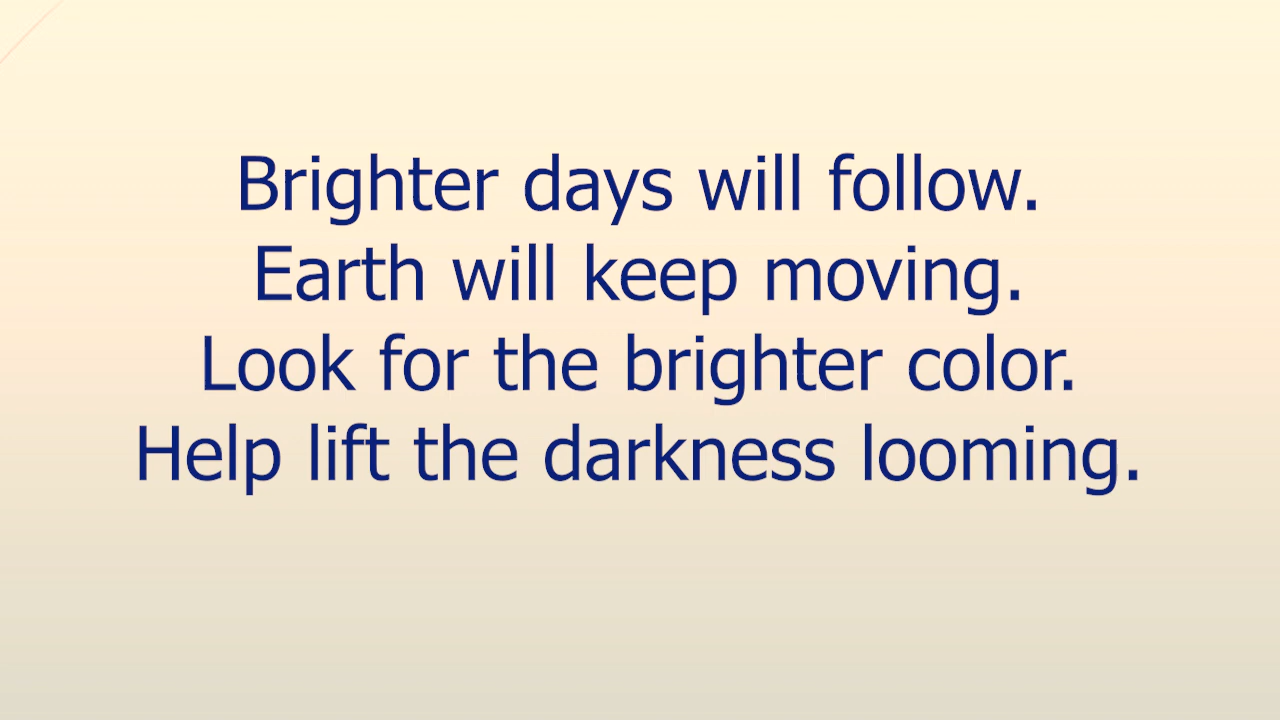 Brighter days will follow.
Earth will keep moving.
Look for the brighter color.
Help lift the darkness looming.